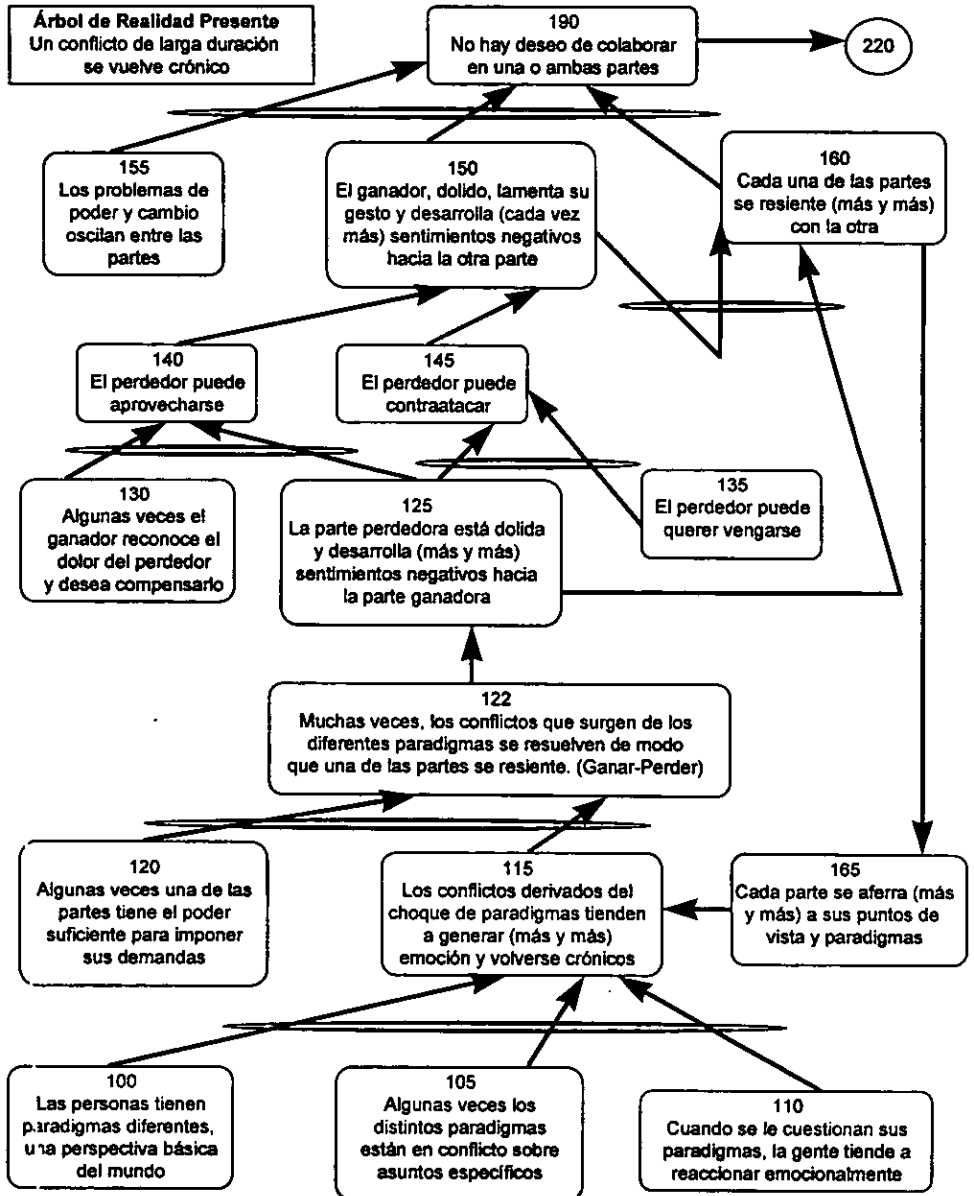 Árbol de Realidad Presente
Un conflicto de larga duración
se vuelve crónico
190
No hay deseo de colaborar
en una o ambas partes
220
155
Los problemas de
poder y cambio
oscilan entre las
partes
150
El ganador, dolido, lamenta su
gesto y desarrolla (cada vez
más) sentimientos negativos
hacia la otra parte
160
Cada una de las partes
se resiente (más y más)
con la otra
140
El perdedor puede
aprovecharse
145
El perdedor puede
contraatacar
130
Algunas veces el
ganador reconoce el
dolor del perdedor
y desea compensarlo
125
La parte perdedora está dolida
y desarrolla (más y más)
sentimientos negativos hacia
la parte ganadora
135
El perdedor puede
querer vengarse
122
Muchas veces, los conflictos que surgen de los
diferentes paradigmas se resuelven de modo
que una de las partes se resiente. (Ganar-Perder)
120
Algunas veces una de las
partes tiene el poder
suficiente para imponer
sus demandas
115
Los conflictos derivados del
choque de paradigmas tienden
a generar (más y más)
emoción y volverse crónicos
165
Cada parte se aferra (más
y más) a sus puntos de
vista y paradigmas
100
Las personas tienen
paradigmas diferentes,
una perspectiva básica
del mundo
105
Algunas veces los
distintos paradigmas
están en conflicto sobre
asuntos específicos
110
Cuando se le cuestionan sus
paradigmas, la gente tiende a
reaccionar emocionalmente